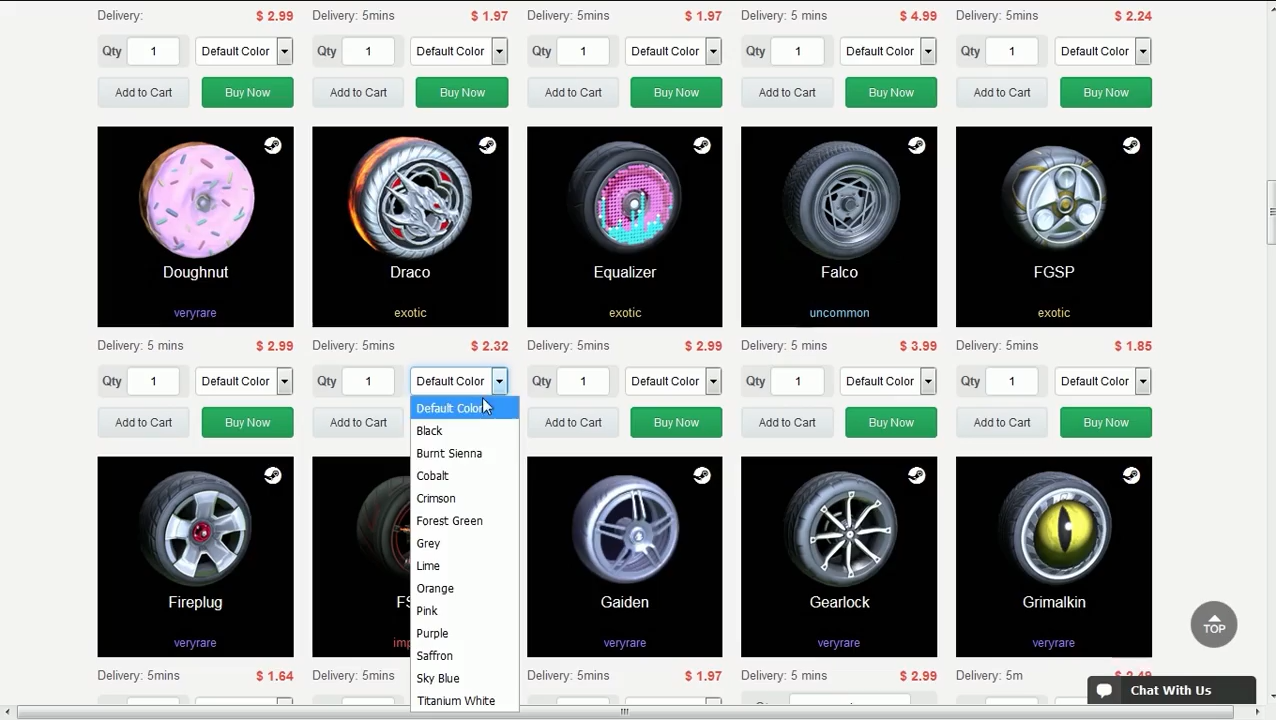 Delivery: $ 2.99 Delivery: 5mins $ 1.97 Delivery: 5mins $ 1.97 Delivery: 5 mins $ 4.99 Delivery: 5mins $ 2.24
Qty 1 Default Color Qty 1 Default Color Qty 1 Default Color Qty 1 Default Color Qty 1 Default Color
Add to Cart Buy Now Add to Cart Buy Now Add to Cart Buy Now Add to Cart Buy Now Add to Cart Buy Now
Doughnut Draco Equalizer Falco FGSP
veryrare exotic exotic uncommon exotic
Delivery: 5 mins $ 2.99 Delivery: 5mins $ 2.32 Delivery: 5mins $ 2.99 Delivery: 5 mins $ 3.99 Delivery: 5mins $ 1.85
Qty 1 Default Color Qty 1 Default Color Qty 1 Default Color Qty 1 Default Color Qty 1 Default Color
Add to Cart Buy Now Add to Cart Add to Cart Buy Now Add to Cart Buy Now Add to Cart Buy Now
Default Color
Black
Burnt Sienna
Cobalt
Crimson
Forest Green
Grey
Lime
Orange
Pink
Purple
Saffron
Sky Blue
Titanium White
Fireplug Gaiden Gearlock Grimalkin
veryrare veryrare veryrare veryrare
TOP
Delivery: 5mins $ 1.64 Delivery: 5mins $ 1.97 Delivery: 5mins $ 2.99 Delivery: 5m
Chat With Us